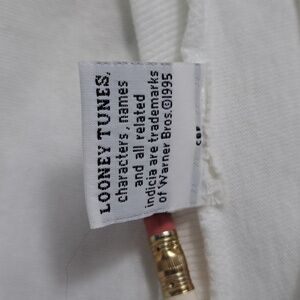 LOONEY TUNES,
characters, names
and all related
indicia are trademarks
of Warner Bros.©1995